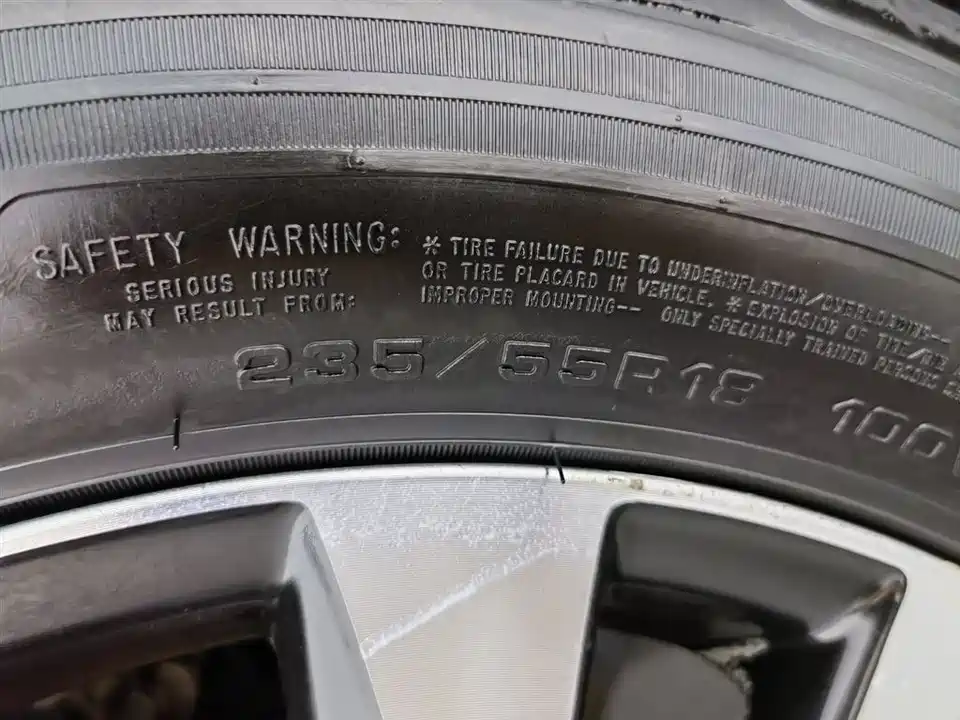 SAFETY WARNING:
SERIOUS INJURY
MAY RESULT FROM:
* TIRE FAILURE DUE TO UNDERINFLATION/OVERLOADING--
OR TIRE PLACARD IN VEHICLE. * EXPLOSION OF TIRE/
IMPROPER MOUNTING-- ONLY SPECIALLY TRAINED PERSONS
235/55R18 100